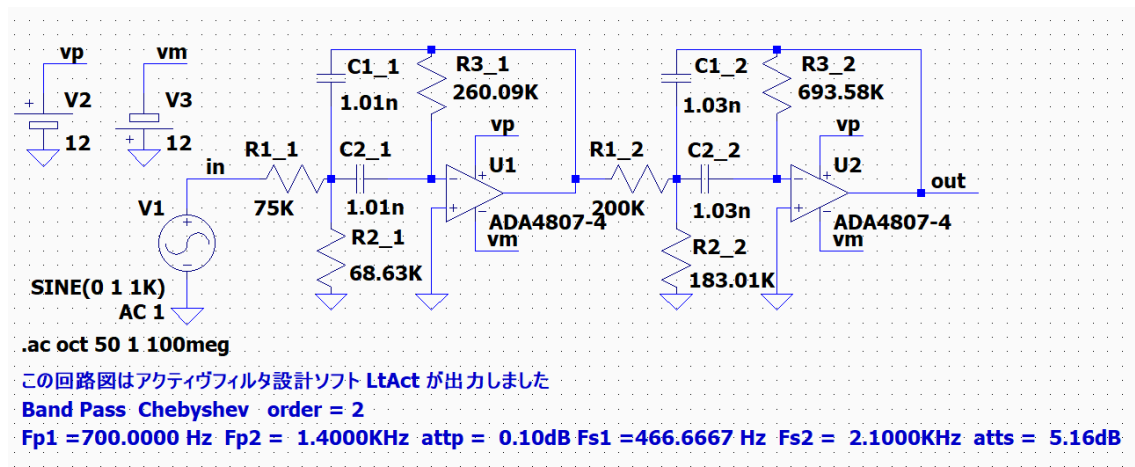 vp
vm
V2
12
V3
12
in
V1
SINE(0 1 1K)
AC 1
R1_1
75K
C1_1
1.01n
C2_1
1.01n
R2_1
68.63K
R3_1
260.09K
vp
U1
ADA4807-4
vm
R1_2
200K
C1_2
1.03n
C2_2
1.03n
R2_2
183.01K
R3_2
693.58K
vp
U2
ADA4807-4
vm
out
.ac oct 50 1 100meg
この回路図はアクティヴフィルタ設計ソフト LtAct が出力しました
Band Pass Chebyshev order = 2
Fp1 =700.0000 Hz Fp2 = 1.4000KHz attp = 0.10dB Fs1 =466.6667 Hz Fs2 = 2.1000KHz atts = 5.16dB